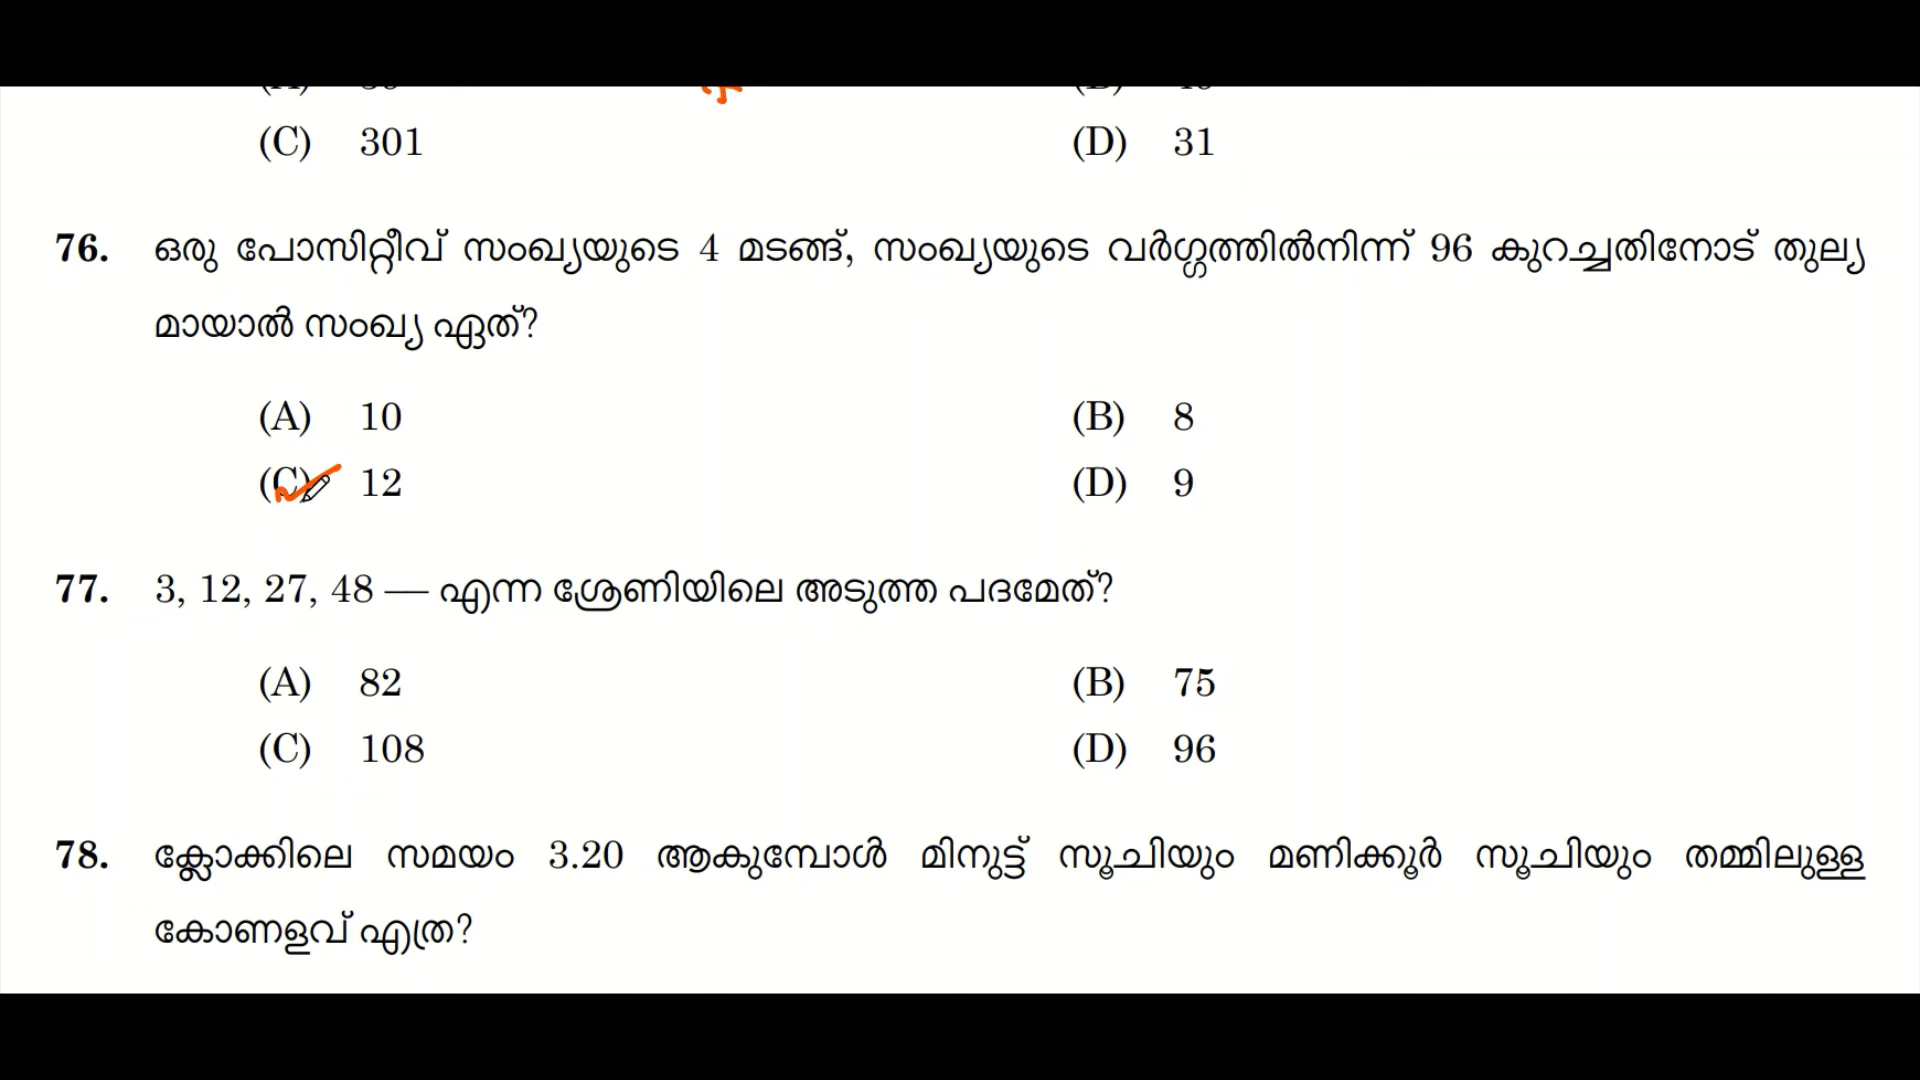 (C) 301 (D) 31
76. ഒരു പോസിറ്റീവ് സംഖ്യയുടെ 4 മടങ്ങ്, സംഖ്യയുടെ വർഗ്ഗത്തിൽനിന്ന് 96 കുറച്ചതിനോട് തുല്യ
മായാൽ സംഖ്യ ഏത്?
(A) 10 (B) 8
(C) 12 (D) 9
77. 3, 12, 27, 48 — എന്ന ശ്രേണിയിലെ അടുത്ത പദമേത്?
(A) 82 (B) 75
(C) 108 (D) 96
78. ക്ലോക്കിലെ സമയം 3.20 ആകുമ്പോൾ മിനുട്ട് സൂചിയും മണിക്കൂർ സൂചിയും തമ്മിലുള്ള
കോണളവ് എത്ര?